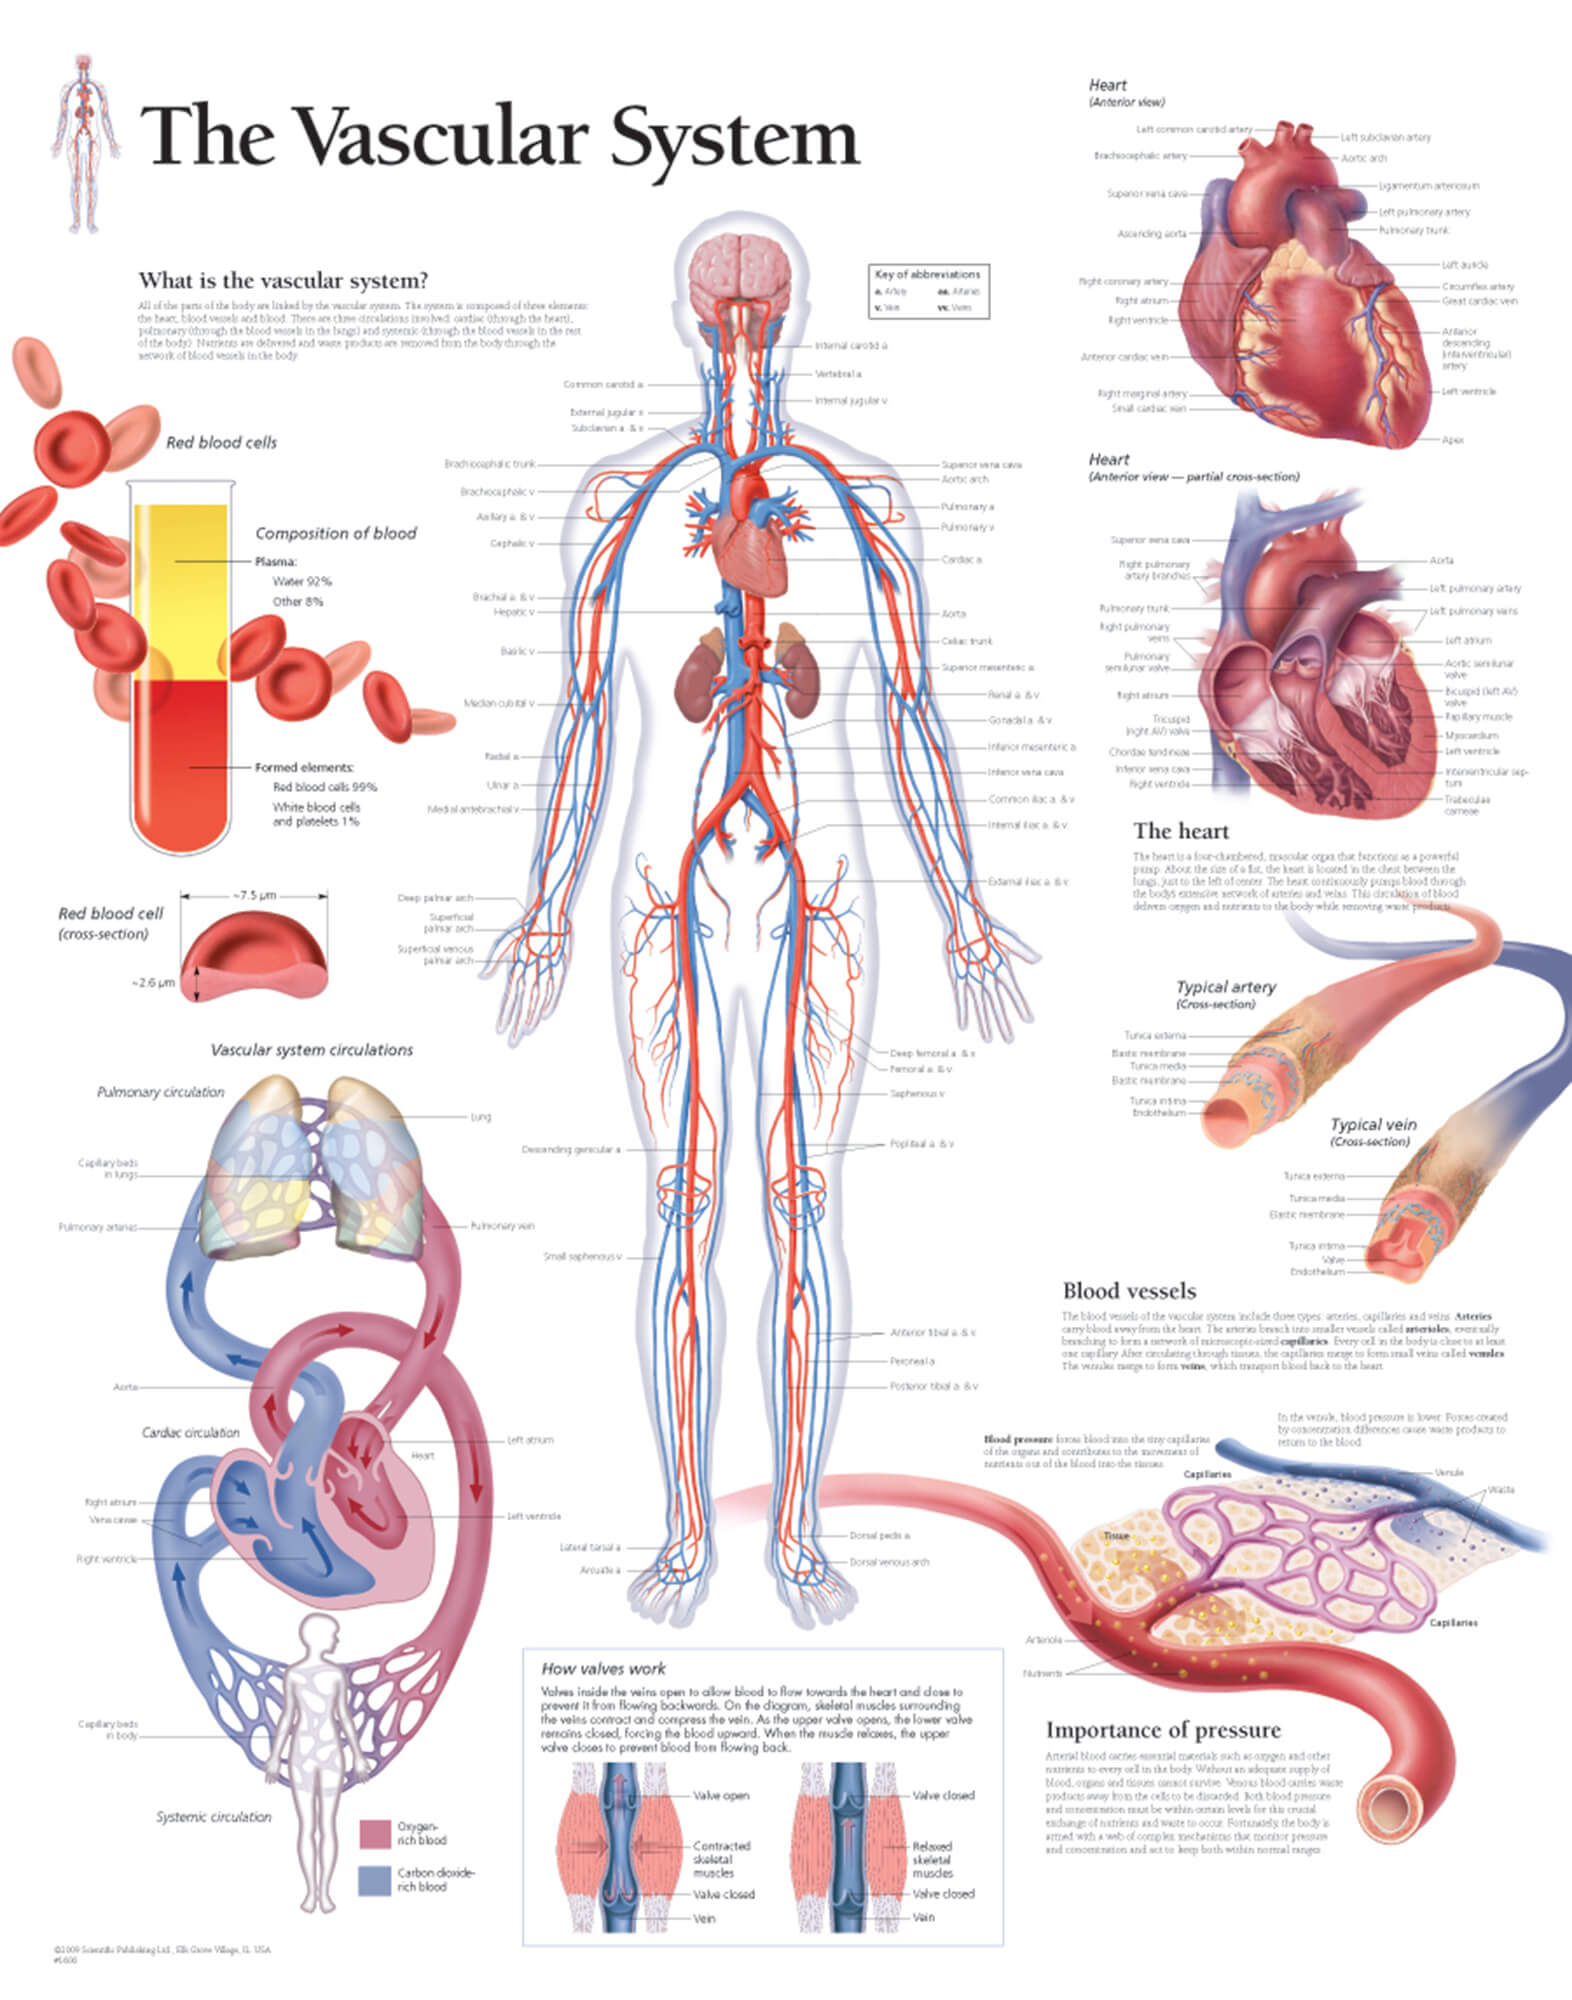 The Vascular System
What is the vascular system?
All of the parts of the body are linked by the vascular system. The system is composed of three elements:
the heart, blood vessels and blood. There are three circulations involved: cardiac (through the heart),
pulmonary (through the blood vessels in the lungs) and systemic (through the blood vessels in the rest
of the body). Nutrients are delivered and waste products are removed from the body through the
network of blood vessels in the body.
Red blood cells
Composition of blood
Plasma:
Water 92%
Other 8%
Formed elements:
Red blood cells 99%
White blood cells
and platelets 1%
Red blood cell
(cross-section)
~7.5 µm
~2.6 µm
Vascular system circulations
Pulmonary circulation
Lung
Capillary beds
in lungs
Pulmonary arteries
Pulmonary vein
Aorta
Cardiac circulation
Left atrium
Heart
Right atrium
Vena cavae
Left ventricle
Right ventricle
Capillary beds
in body
Systemic circulation
Oxygen-
rich blood
Carbon dioxide-
rich blood
©2009 Scientific Publishing Ltd., Elk Grove Village, IL USA
Key of abbreviations
a. Artery
aa. Arteries
v. Vein
vv. Veins
Internal carotid a.
Vertebral a.
Common carotid a.
Internal jugular v.
External jugular v.
Subclavian a. & v.
Brachiocephalic trunk
Superior vena cava
Aortic arch
Brachiocephalic v.
Pulmonary a.
Axillary a. & v.
Pulmonary v.
Cephalic v.
Cardiac a.
Brachial a. & v.
Hepatic v.
Aorta
Celiac trunk
Basilic v.
Superior mesenteric a.
Renal a. & v.
Median cubital v.
Gonadal a. & v.
Inferior mesenteric a.
Radial a.
Inferior vena cava
Ulnar a.
Common iliac a. & v.
Medial antebrachial v.
Internal iliac a. & v.
External iliac a. & v.
Deep palmar arch
Superficial
palmar arch
Superficial venous
palmar arch
Deep femoral a. & v.
Femoral a. & v.
Saphenous v.
Descending genicular a.
Popliteal a. & v.
Small saphenous v.
Anterior tibial a. & v.
Peroneal a.
Posterior tibial a. & v.
Dorsal pedis a.
Lateral tarsal a.
Dorsal venous arch
Arcuate a.
How valves work
Valves inside the veins open to allow blood to flow towards the heart and close to
prevent it from flowing backwards. On the diagram, skeletal muscles surrounding
the veins contract and compress the vein. As the upper valve opens, the lower valve
remains closed, forcing the blood upward. When the muscle relaxes, the upper
valve closes to prevent blood from flowing back.
Valve open
Contracted
skeletal
muscles
Valve closed
Vein
Valve closed
Relaxed
skeletal
muscles
Valve closed
Vein
Heart
(Anterior view)
Left common carotid artery
Left subclavian artery
Brachiocephalic artery
Aortic arch
Superior vena cava
Ligamentum arteriosum
Left pulmonary artery
Ascending aorta
Pulmonary trunk
Left auricle
Right coronary artery
Circumflex artery
Right atrium
Great cardiac vein
Right ventricle
Anterior
descending
(interventricular)
artery
Anterior cardiac vein
Left ventricle
Right marginal artery
Small cardiac vein
Apex
Heart
(Anterior view — partial cross-section)
Superior vena cava
Aorta
Right pulmonary
artery branches
Left pulmonary artery
Pulmonary trunk
Left pulmonary veins
Right pulmonary
veins
Left atrium
Pulmonary
semilunar valve
Aortic semilunar
valve
Right atrium
Bicuspid (left AV)
valve
Papillary muscle
Tricuspid
(right AV) valve
Myocardium
Chordae tendineae
Left ventricle
Inferior vena cava
Interventricular sep-
tum
Right ventricle
Trabeculae
carneae
The heart
The heart is a four-chambered, muscular organ that functions as a powerful
pump. About the size of a fist, the heart is located in the chest between the
lungs, just to the left of center. The heart continuously pumps blood through
the body's extensive network of arteries and veins. This circulation of blood
delivers oxygen and nutrients to the body while removing waste products.
Typical artery
(Cross-section)
Tunica externa
Elastic membrane
Tunica media
Elastic membrane
Tunica intima
Endothelium
Typical vein
(Cross-section)
Tunica externa
Tunica media
Elastic membrane
Tunica intima
Valve
Endothelium
Blood vessels
The blood vessels of the vascular system include three types: arteries, capillaries and veins. Arteries
carry blood away from the heart. The arteries branch into smaller vessels called arterioles, eventually
branching to form a network of microscopic-sized capillaries. Every cell in the body is close to at least
one capillary. After circulating through tissues, the capillaries merge to form small veins called venules.
The venules merge to form veins, which transport blood back to the heart.
In the venule, blood pressure is lower. Forces created
by concentration differences cause waste products to
return to the blood.
Blood pressure forces blood into the tiny capillaries
of the organs and contributes to the movement of
nutrients out of the blood into the tissues.
Capillaries
Venule
Waste
Tissue
Capillaries
Arteriole
Nutrients
Importance of pressure
Arterial blood carries essential materials such as oxygen and other
nutrients to every cell in the body. Without an adequate supply of
blood, organs and tissues cannot survive. Venous blood carries waste
products away from the cells to be discarded. Both blood pressure
and concentration must be within certain levels for this crucial
exchange of nutrients and waste to occur. Fortunately, the body is
armed with a web of complex mechanisms that monitor pressure
and concentration and act to keep both within normal ranges.